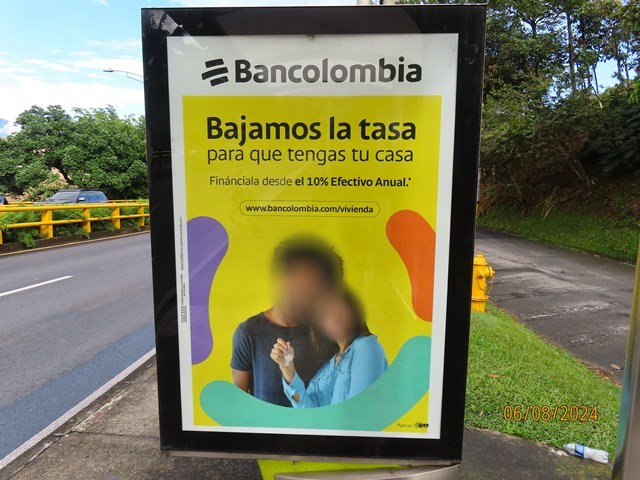 Bancolombia
Bajamos la tasa
para que tengas tu casa
Fináncíala desde el 10% Efectivo Anual.*
www.bancolombia.com/vivienda
06/08/2024